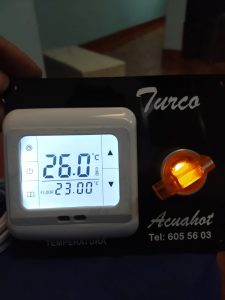 Turco
26.0°C
FLOOR 23.00°C
Acuahot
Tel: 605 56 03
TEMPERATURA